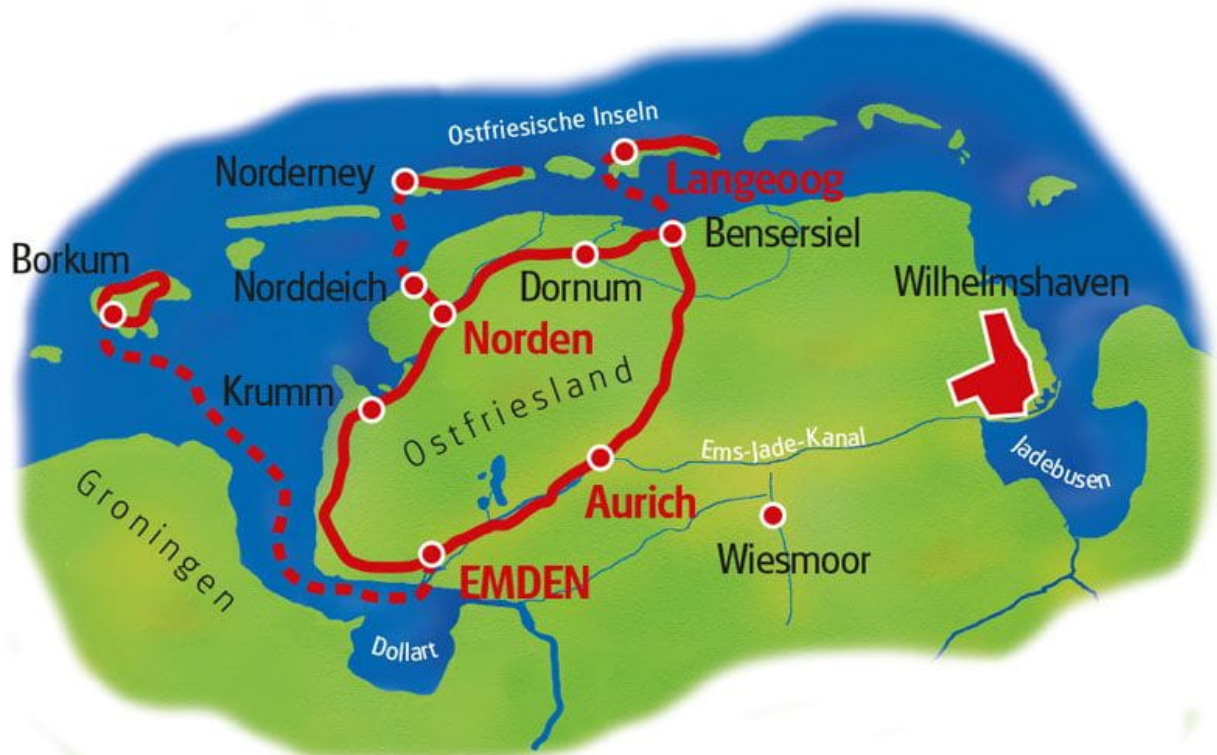 Ostfriesische Inseln
Norderney
Langeoog
Bensersiel
Borkum
Norddeich
Dornum
Wilhelmshaven
Norden
Krumm
Ostfriesland
Ems-Jade-Kanal
Jadebusen
Groningen
Aurich
Wiesmoor
EMDEN
Dollart